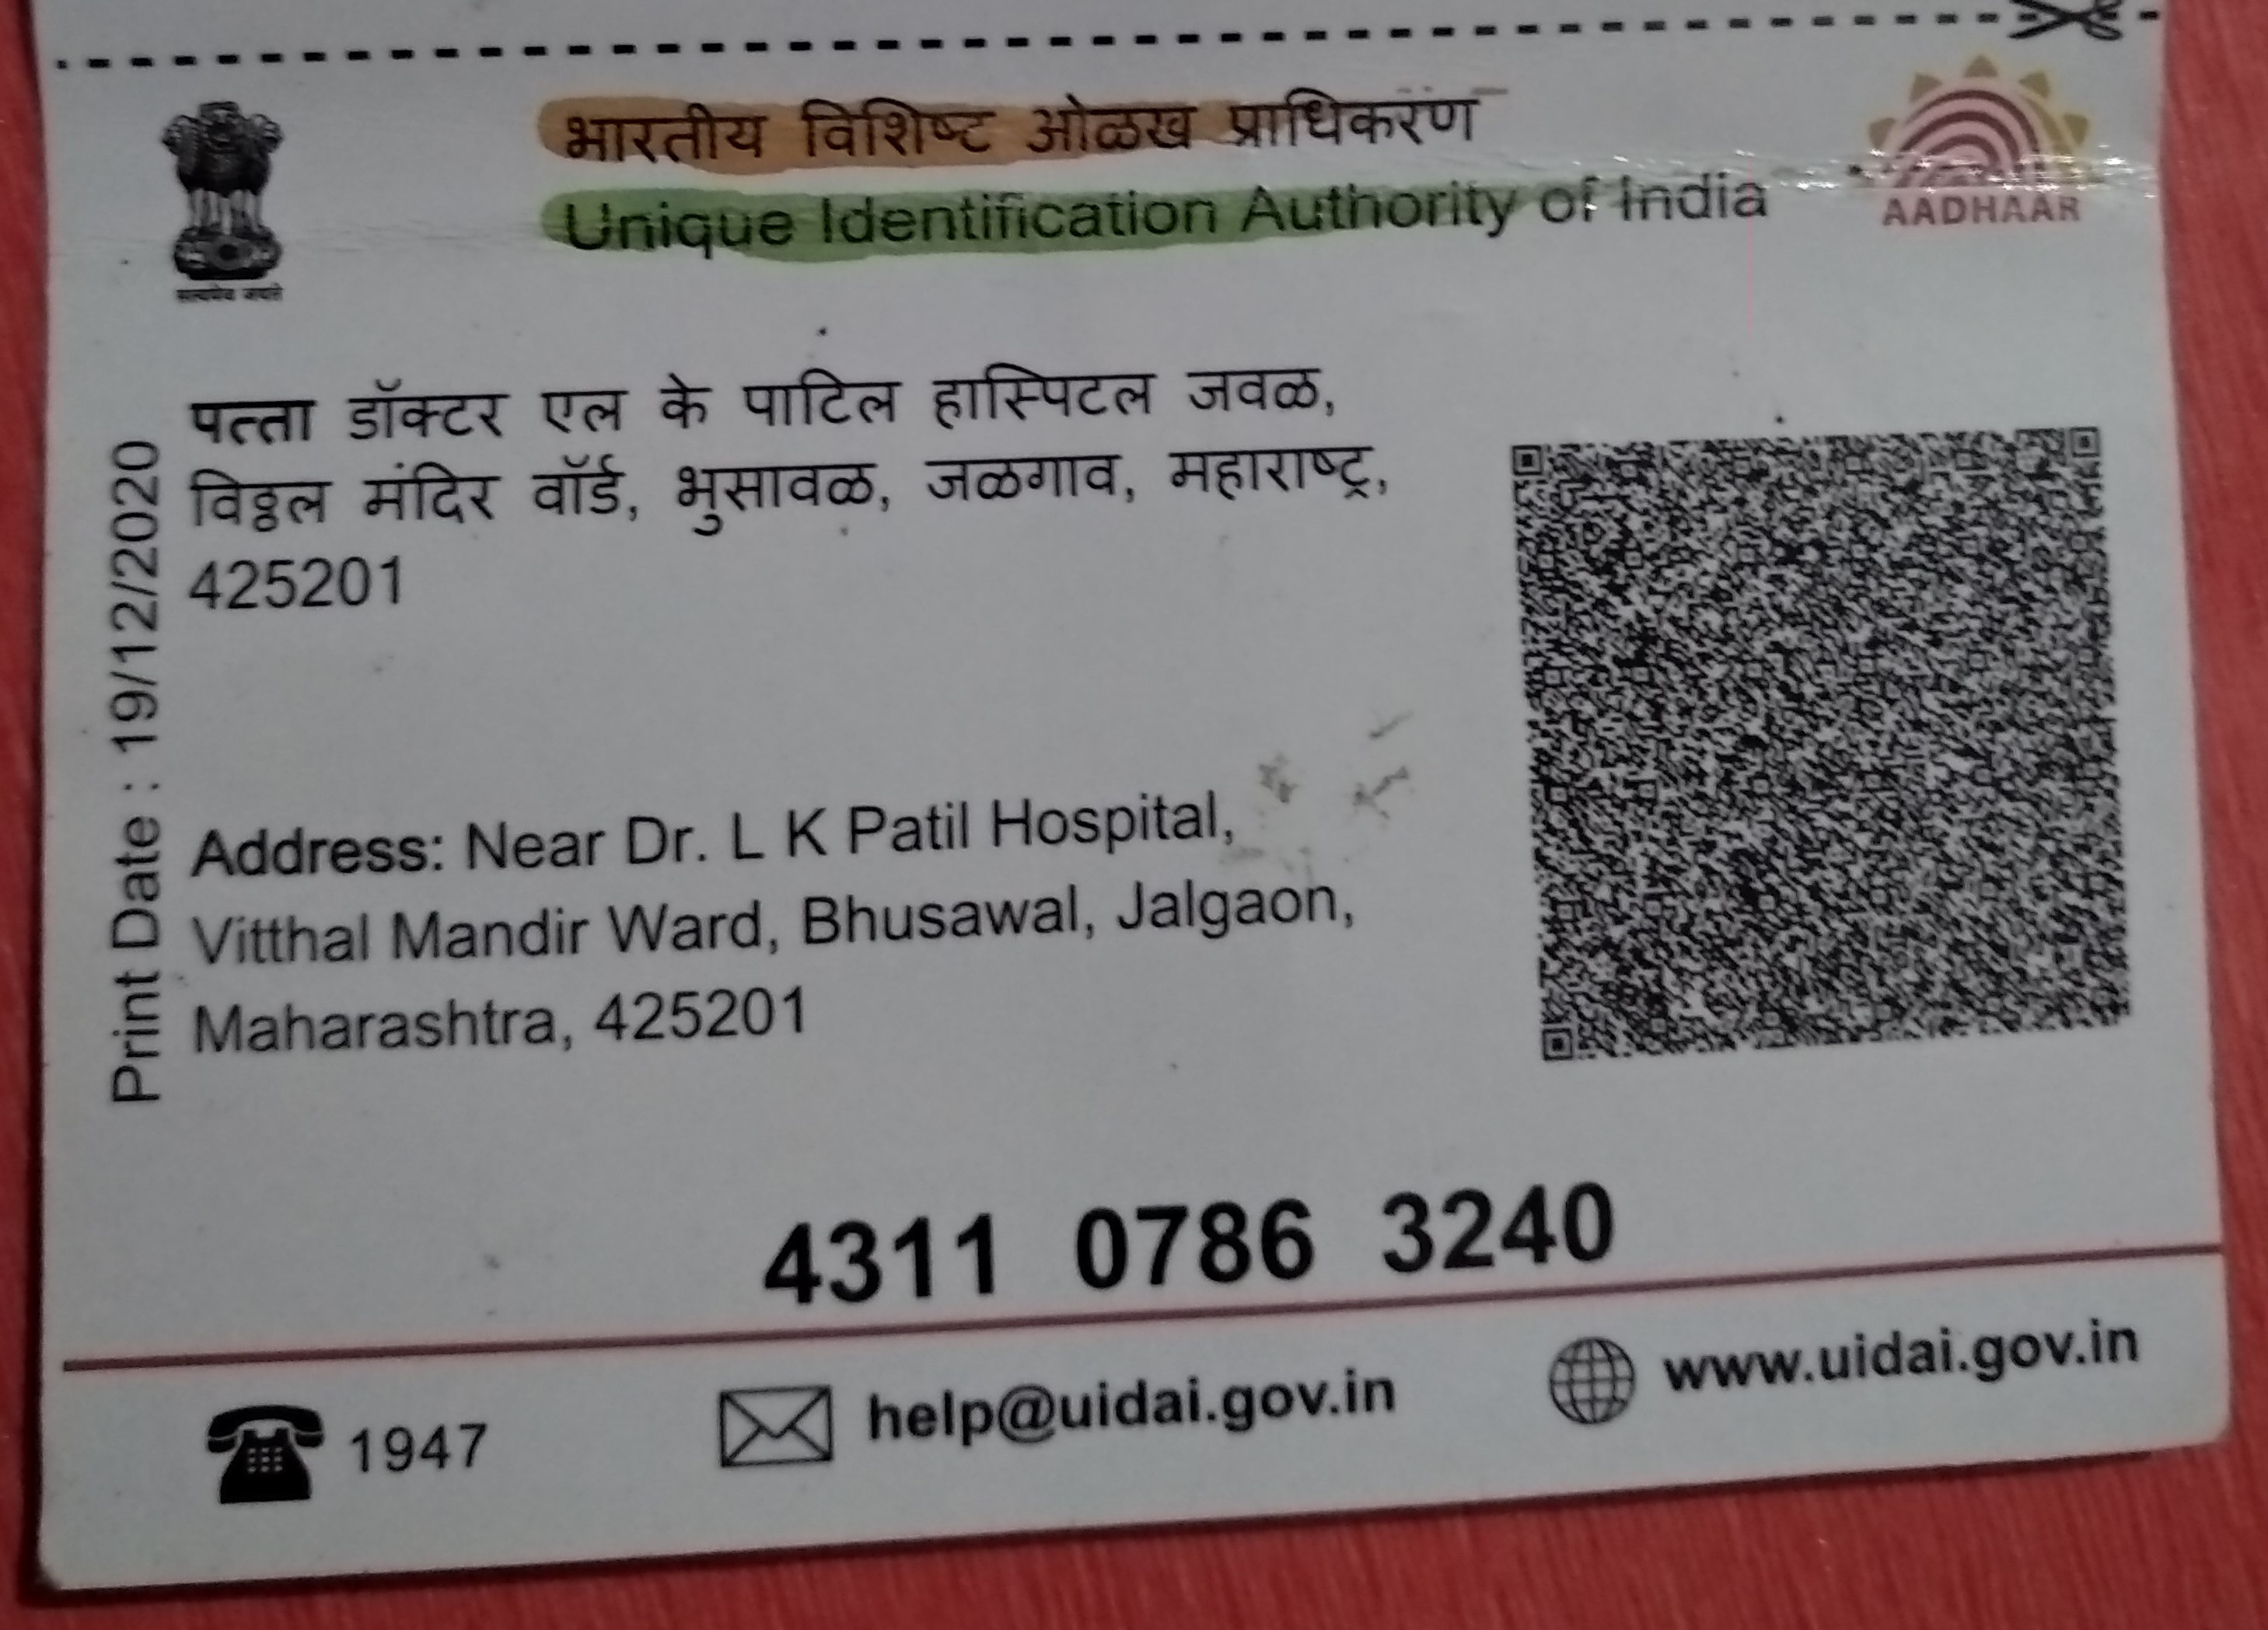 भारतीय विशिष्ट ओळख प्राधिकरण
Unique Identification Authority of India
AADHAAR
सत्यमेव जयते
पत्ता डॉक्टर एल के पाटिल हास्पिटल जवळ,
विठ्ठल मंदिर वॉर्ड, भुसावळ, जळगाव, महाराष्ट्र,
425201
Print Date : 19/12/2020
Address: Near Dr. L K Patil Hospital,
Vitthal Mandir Ward, Bhusawal, Jalgaon,
Maharashtra, 425201
4311 0786 3240
1947
help@uidai.gov.in
www.uidai.gov.in